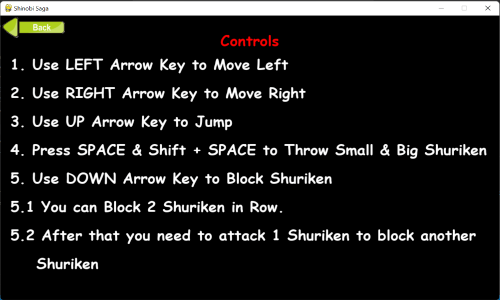 Shinobi Saga
Back
Controls
1. Use LEFT Arrow Key to Move Left
2. Use RIGHT Arrow Key to Move Right
3. Use UP Arrow Key to Jump
4. Press SPACE & Shift + SPACE to Throw Small & Big Shuriken
5. Use DOWN Arrow Key to Block Shuriken
5.1 You can Block 2 Shuriken in Row.
5.2 After that you need to attack 1 Shuriken to block another
Shuriken